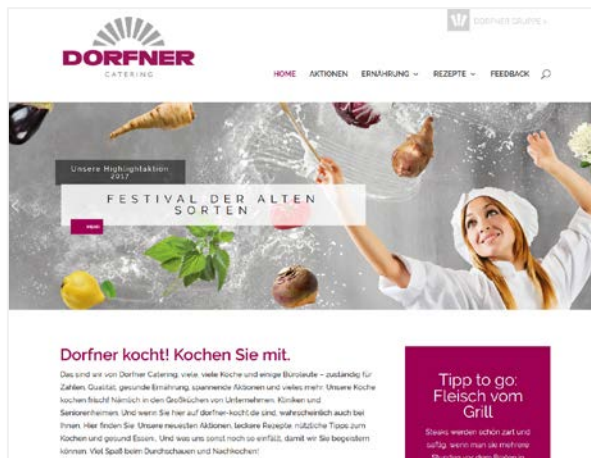 DORFNER GRUPPE
DORFNER
CATERING
HOME AKTIONEN ERNÄHRUNG REZEPTE FEEDBACK
Unsere Highlightaktion
2017
FESTIVAL DER ALTEN
SORTEN
Dorfner kocht! Kochen Sie mit.
Das sind wir von Dorfner Catering: viele, viele Köche und einige Büroleute – zuständig für
Zahlen, Qualität, gesunde Ernährung, spannende Aktionen und vieles mehr. Unsere Köche
kochen frisch! Nämlich in den Großküchen von Unternehmen, Kliniken und
Seniorenheimen. Und wenn Sie hier auf dorfner-kocht.de sind, wahrscheinlich auch bei
Ihnen. Hier finden Sie: Unsere neuesten Aktionen, leckere Rezepte, nützliche Tipps zum
Kochen und gesund Essen.. Und was uns sonst noch so einfällt, damit wir Sie begeistern
können. Viel Spaß beim Durchschauen und Nachkochen!
Tipp to go:
Fleisch vom
Grill
Steaks werden schön zart und
saftig, wenn man sie mehrere